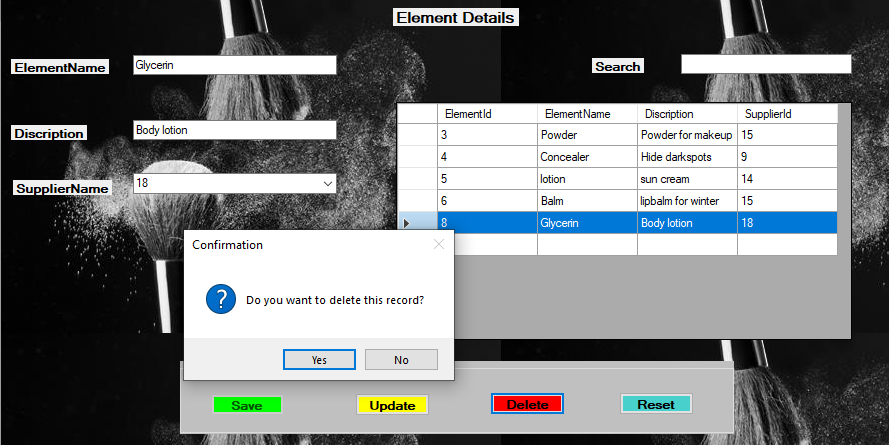 Element Details
ElementName
Glycerin
Search
Discription
Body lotion
SupplierName
18
ElementId ElementName Discription SupplierId
3 Powder Powder for makeup 15
4 Concealer Hide darkspots 9
5 lotion sun cream 14
6 Balm lipbalm for winter 15
8 Glycerin Body lotion 18
Confirmation
Do you want to delete this record?
Yes No
Save Update Delete Reset